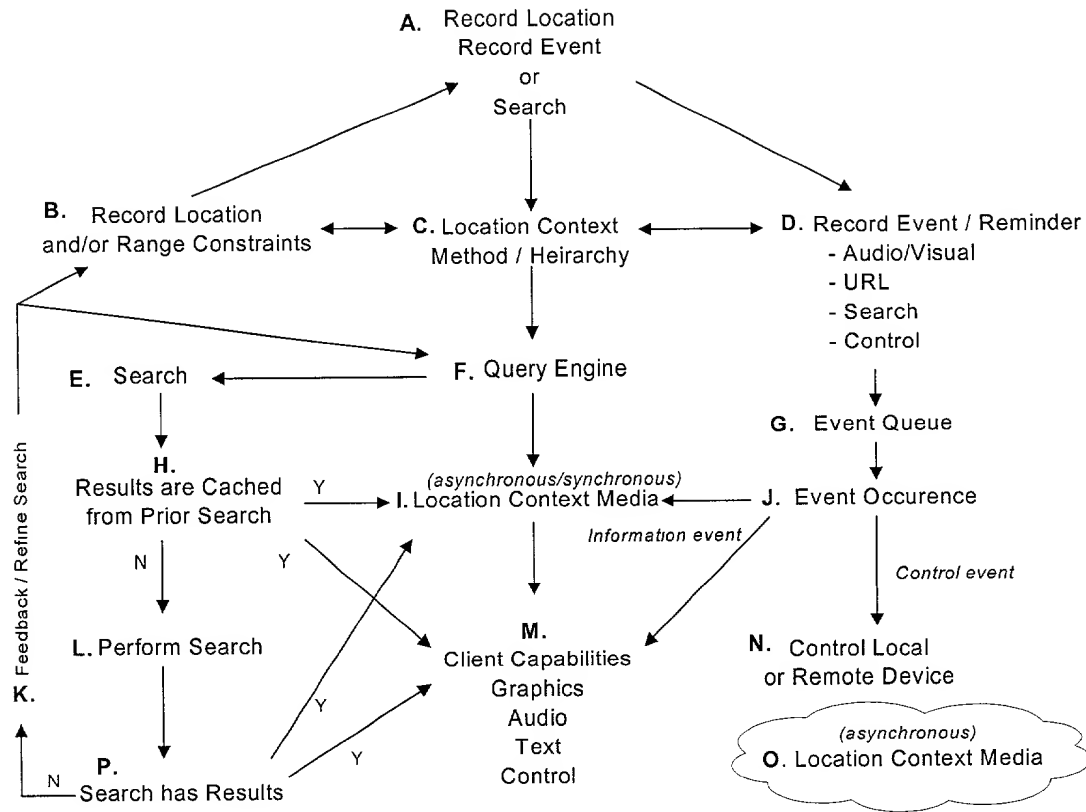 A. Record Location
Record Event
or
Search
B. Record Location
and/or Range Constraints
C. Location Context
Method / Heirarchy
D. Record Event / Reminder
- Audio/Visual
- URL
- Search
- Control
E. Search
F. Query Engine
G. Event Queue
H.
Results are Cached
from Prior Search
Y
(asynchronous/synchronous)
I. Location Context Media
J. Event Occurence
Information event
Control event
N
Y
K. Feedback / Refine Search
L. Perform Search
M.
Client Capabilities
Graphics
Audio
Text
Control
N. Control Local
or Remote Device
Y
Y
(asynchronous)
O. Location Context Media
P.
Search has Results
N